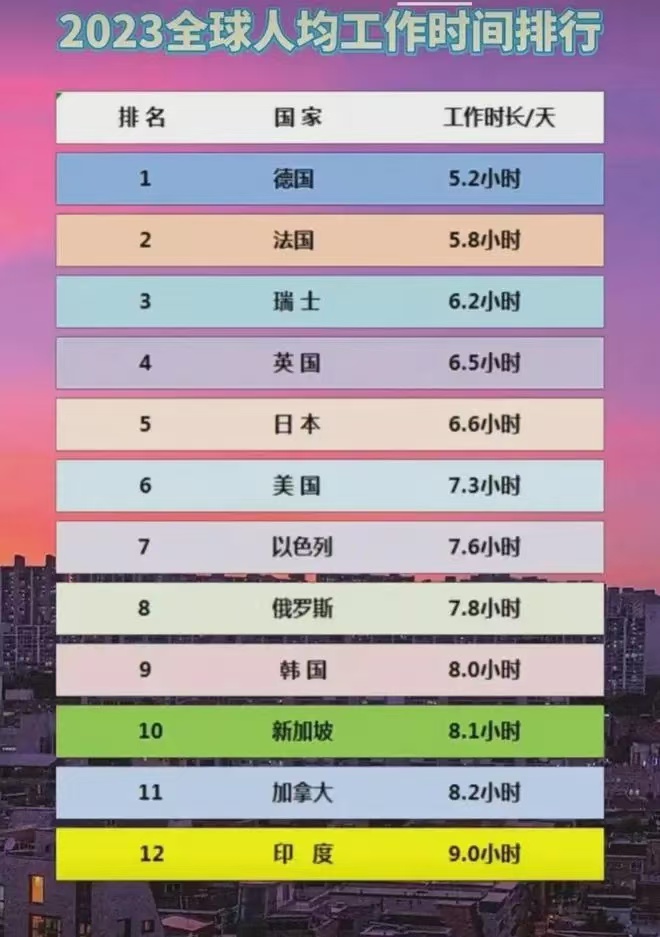 2023全球人均工作时间排行
排名 国家 工作时长/天
1 德国 5.2小时
2 法国 5.8小时
3 瑞士 6.2小时
4 英国 6.5小时
5 日本 6.6小时
6 美国 7.3小时
7 以色列 7.6小时
8 俄罗斯 7.8小时
9 韩国 8.0小时
10 新加坡 8.1小时
11 加拿大 8.2小时
12 印度 9.0小时